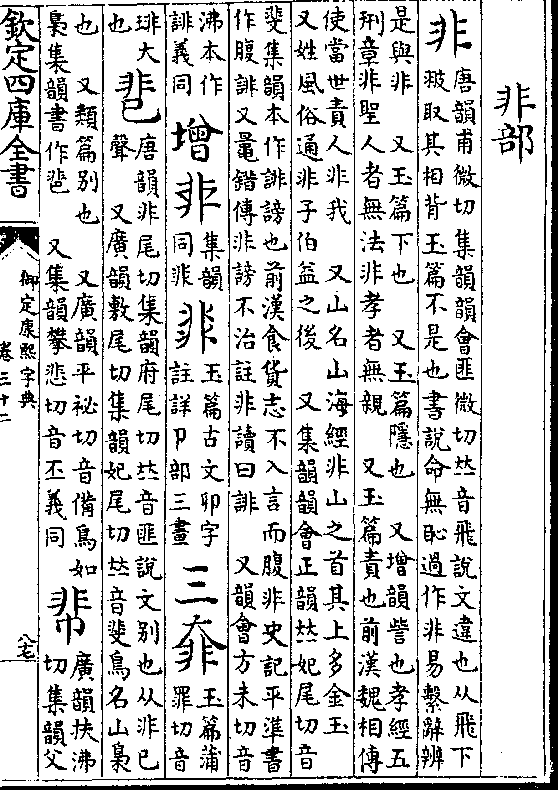 非部
非
唐韻甫微切集韻韻會匪微切𠀤音飛說文違也从飛下
翄取其相背玉篇不是也書說命無恥過作非易繫辭辨
是與非　又玉篇下也　又玉篇隱也　又增韻訾也孝經五
刑章非聖人者無法非孝者無親　又玉篇責也前漢魏相傳
使當世責人非我　又山名山海經非山之首其上多金玉
又姓風俗通非子伯益之後　又集韻韻會正韻𠀤妃尾切音
斐集韻本作誹謗也前漢食貨志不入言而腹非史記平準書
作腹誹又鼂錯傳非謗不治註非讀曰誹　又韻會方未切音
沸本作
誹義同
增
集韻
同非
玉篇古文卯字
註詳卩部三畫
三
玉篇蒲
罪切音
琲大
也
唐韻非尾切集韻府尾切𠀤音匪說文别也从非己
聲　又廣韻敷尾切集韻妃尾切𠀤音斐鳥名山梟
也　又類篇别也　又廣韻平祕切音備鳥如
梟集韻書作　又集韻攀悲切音丕義同
廣韻扶沸
切集韻父
欽定四庫全書
御定康熙字典
卷三十二